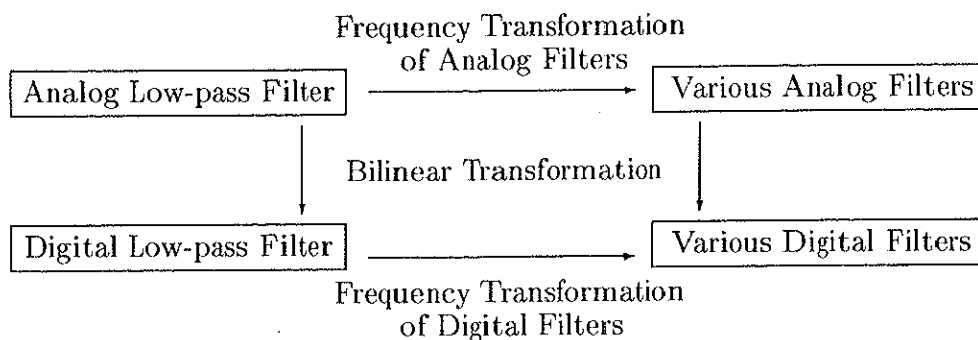 Frequency Transformation
of Analog Filters
Analog Low-pass Filter
Various Analog Filters
Bilinear Transformation
Digital Low-pass Filter
Various Digital Filters
Frequency Transformation
of Digital Filters